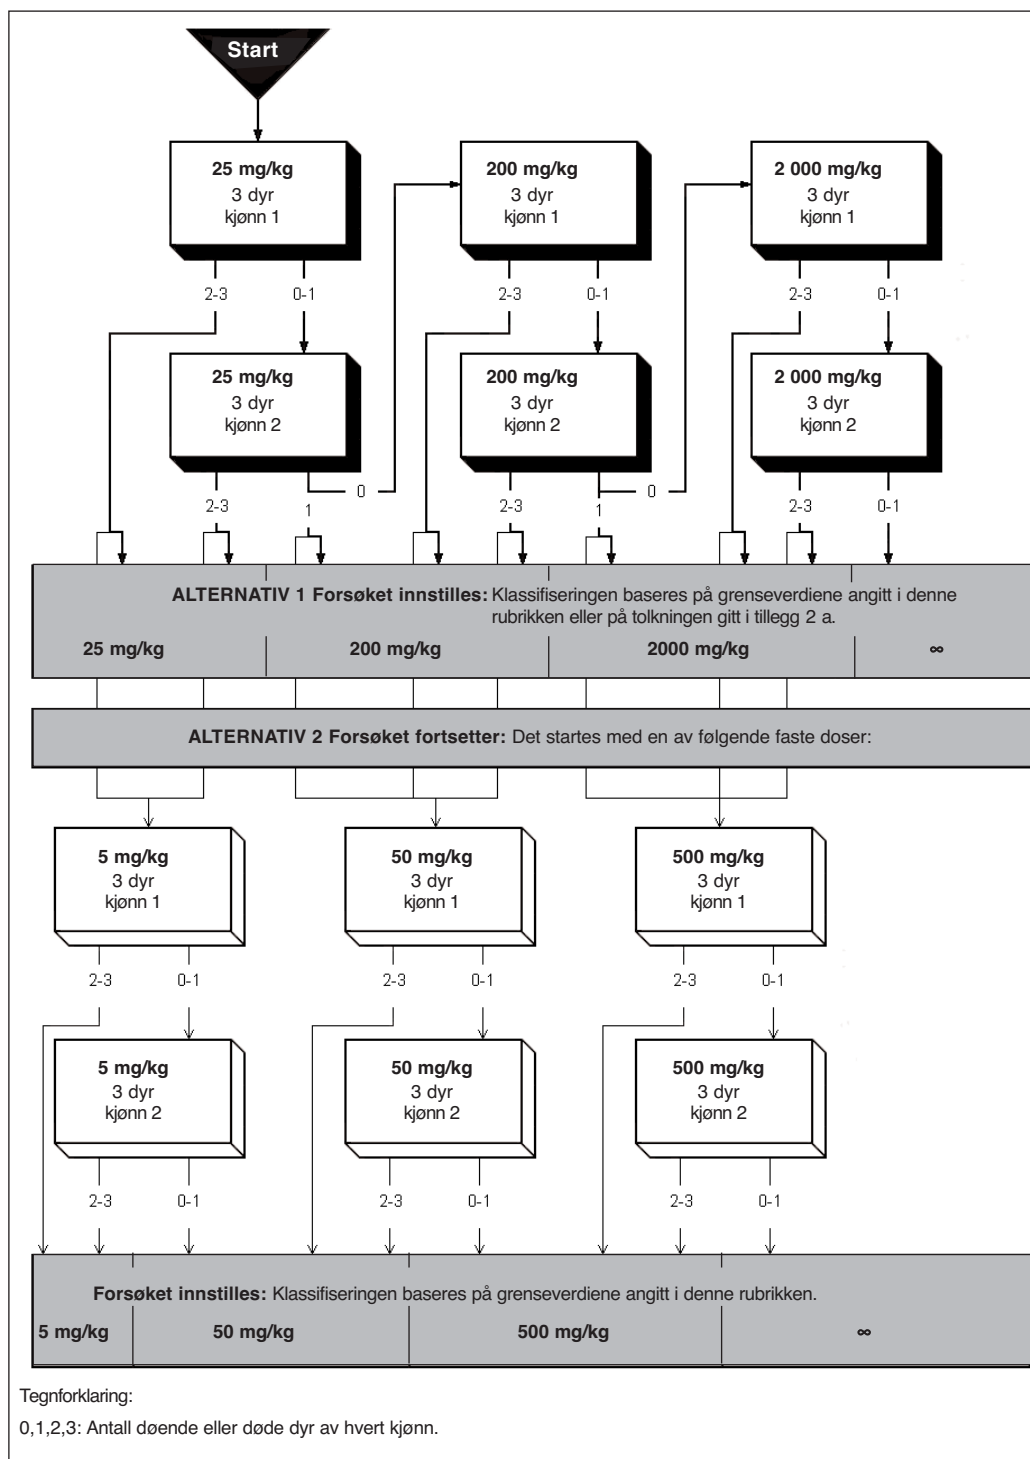 Start
25 mg/kg
3 dyr
kjønn 1
200 mg/kg
3 dyr
kjønn 1
2 000 mg/kg
3 dyr
kjønn 1
2-3
0-1
2-3
0-1
2-3
0-1
25 mg/kg
3 dyr
kjønn 2
200 mg/kg
3 dyr
kjønn 2
2 000 mg/kg
3 dyr
kjønn 2
2-3
1
0
2-3
1
0
2-3
0-1
ALTERNATIV 1 Forsøket innstilles: Klassifiseringen baseres på grenseverdiene angitt i denne
rubrikken eller på tolkningen gitt i tillegg 2 a.
25 mg/kg
200 mg/kg
2000 mg/kg
∞
ALTERNATIV 2 Forsøket fortsetter: Det startes med en av følgende faste doser:
5 mg/kg
3 dyr
kjønn 1
50 mg/kg
3 dyr
kjønn 1
500 mg/kg
3 dyr
kjønn 1
2-3
0-1
2-3
0-1
2-3
0-1
5 mg/kg
3 dyr
kjønn 2
50 mg/kg
3 dyr
kjønn 2
500 mg/kg
3 dyr
kjønn 2
2-3
0-1
2-3
0-1
2-3
0-1
Forsøket innstilles: Klassifiseringen baseres på grenseverdiene angitt i denne rubrikken.
5 mg/kg
50 mg/kg
500 mg/kg
∞
Tegnforklaring:
0,1,2,3: Antall døende eller døde dyr av hvert kjønn.